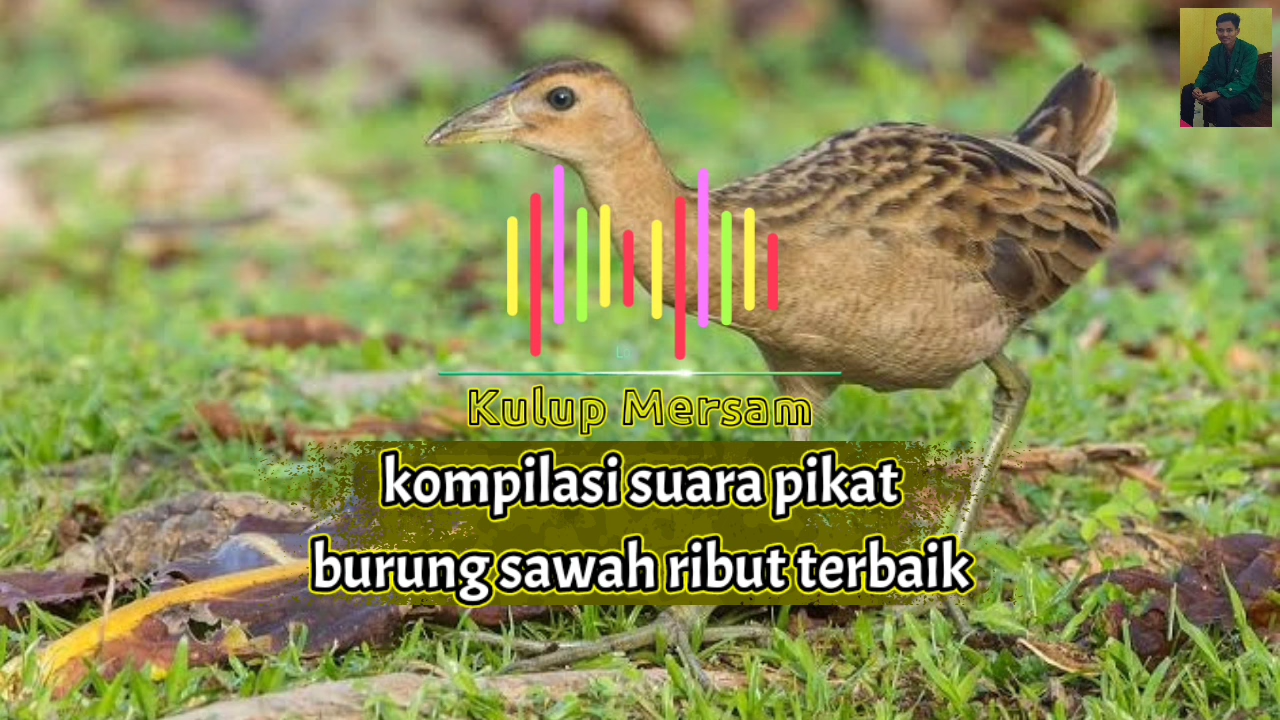 Kulup Mersam
kompilasi suara pikat
burung sawah ribut terbaik